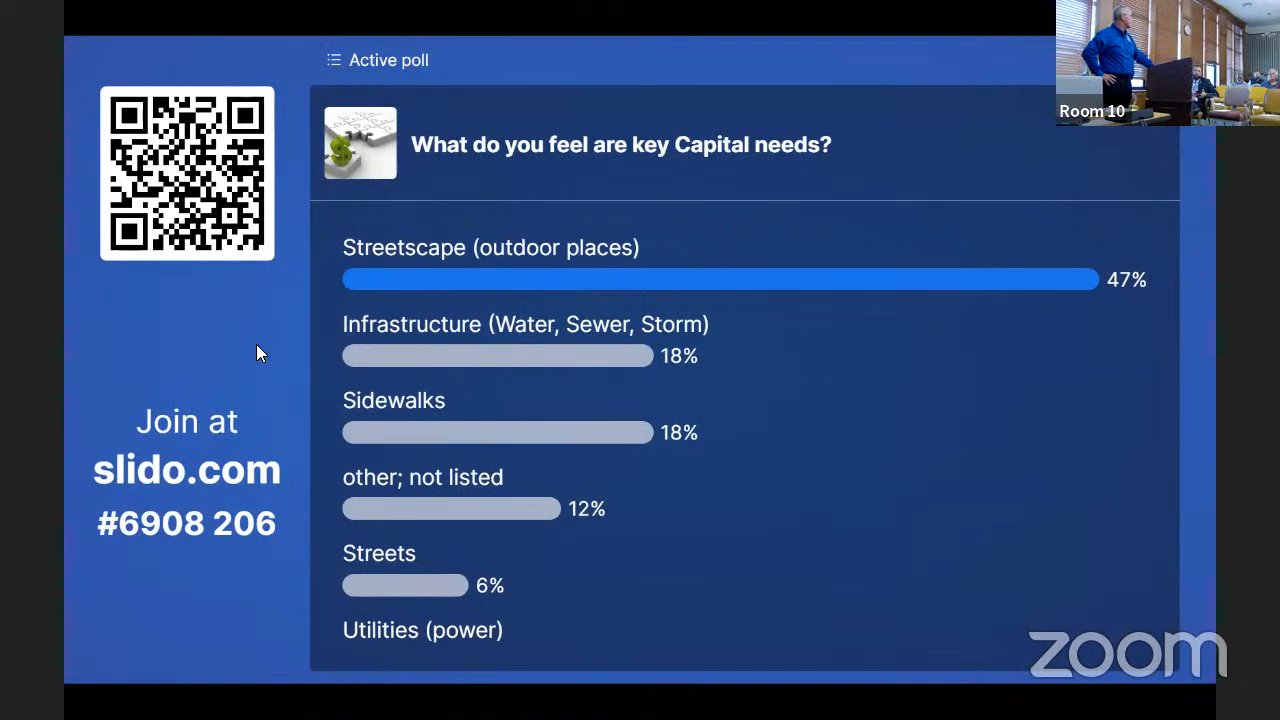 Active poll
What do you feel are key Capital needs?
Streetscape (outdoor places)
47%
Infrastructure (Water, Sewer, Storm)
18%
Sidewalks
18%
other; not listed
12%
Streets
6%
Utilities (power)
Join at
slido.com
#6908 206
Room 10
zoom